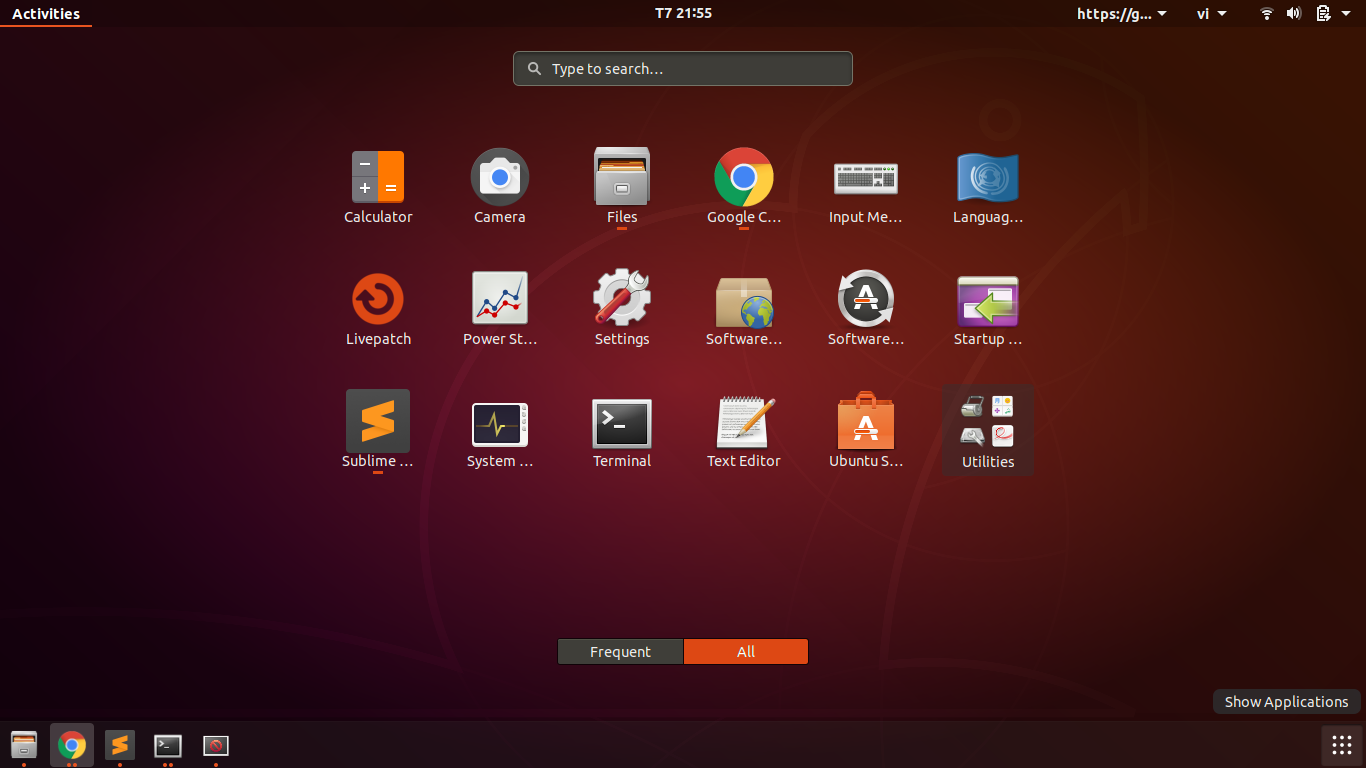 Activities
T7 21:55
https://g...
vi
Type to search...
Calculator
Camera
Files
Google C...
Input Me...
Languag...
Livepatch
Power St...
Settings
Software...
Software...
Startup ...
Sublime ...
System ...
Terminal
Text Editor
Ubuntu S...
Utilities
Frequent
All
Show Applications